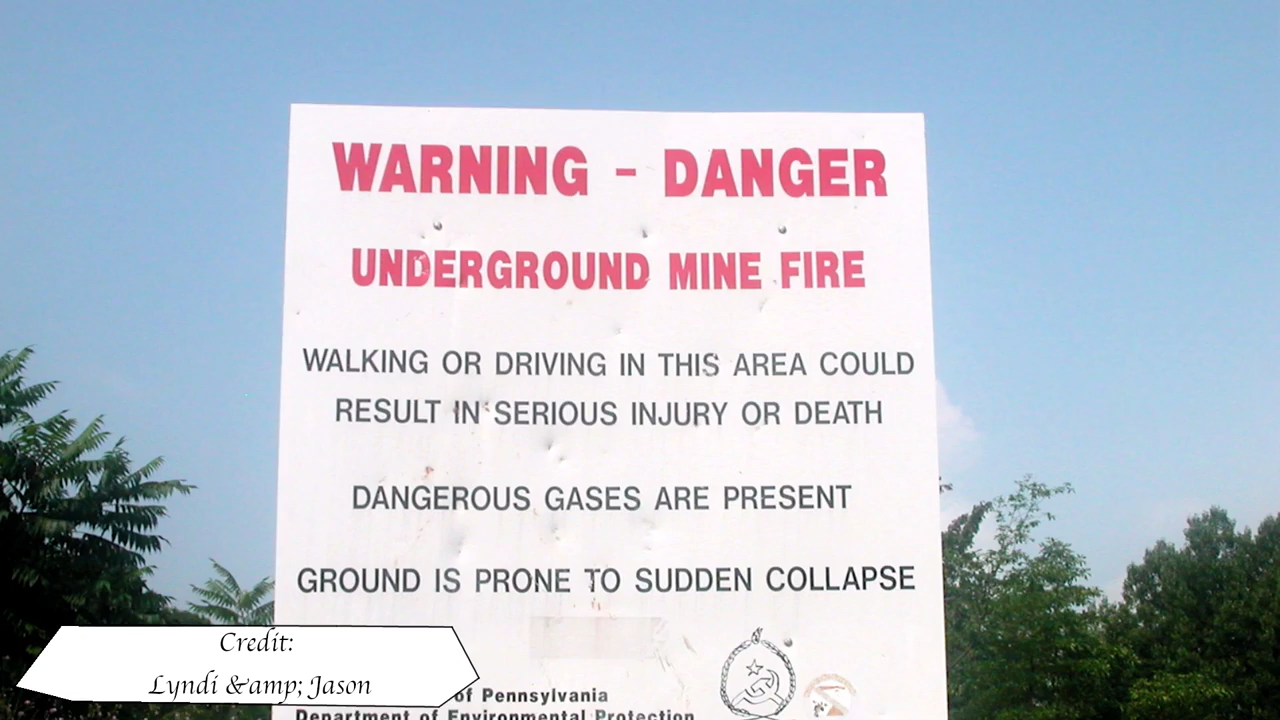 WARNING - DANGER
UNDERGROUND MINE FIRE
WALKING OR DRIVING IN THIS AREA COULD
RESULT IN SERIOUS INJURY OR DEATH
DANGEROUS GASES ARE PRESENT
GROUND IS PRONE TO SUDDEN COLLAPSE
of Pennsylvania
Department of Environmental Protection
Credit:
Lyndi &amp; Jason